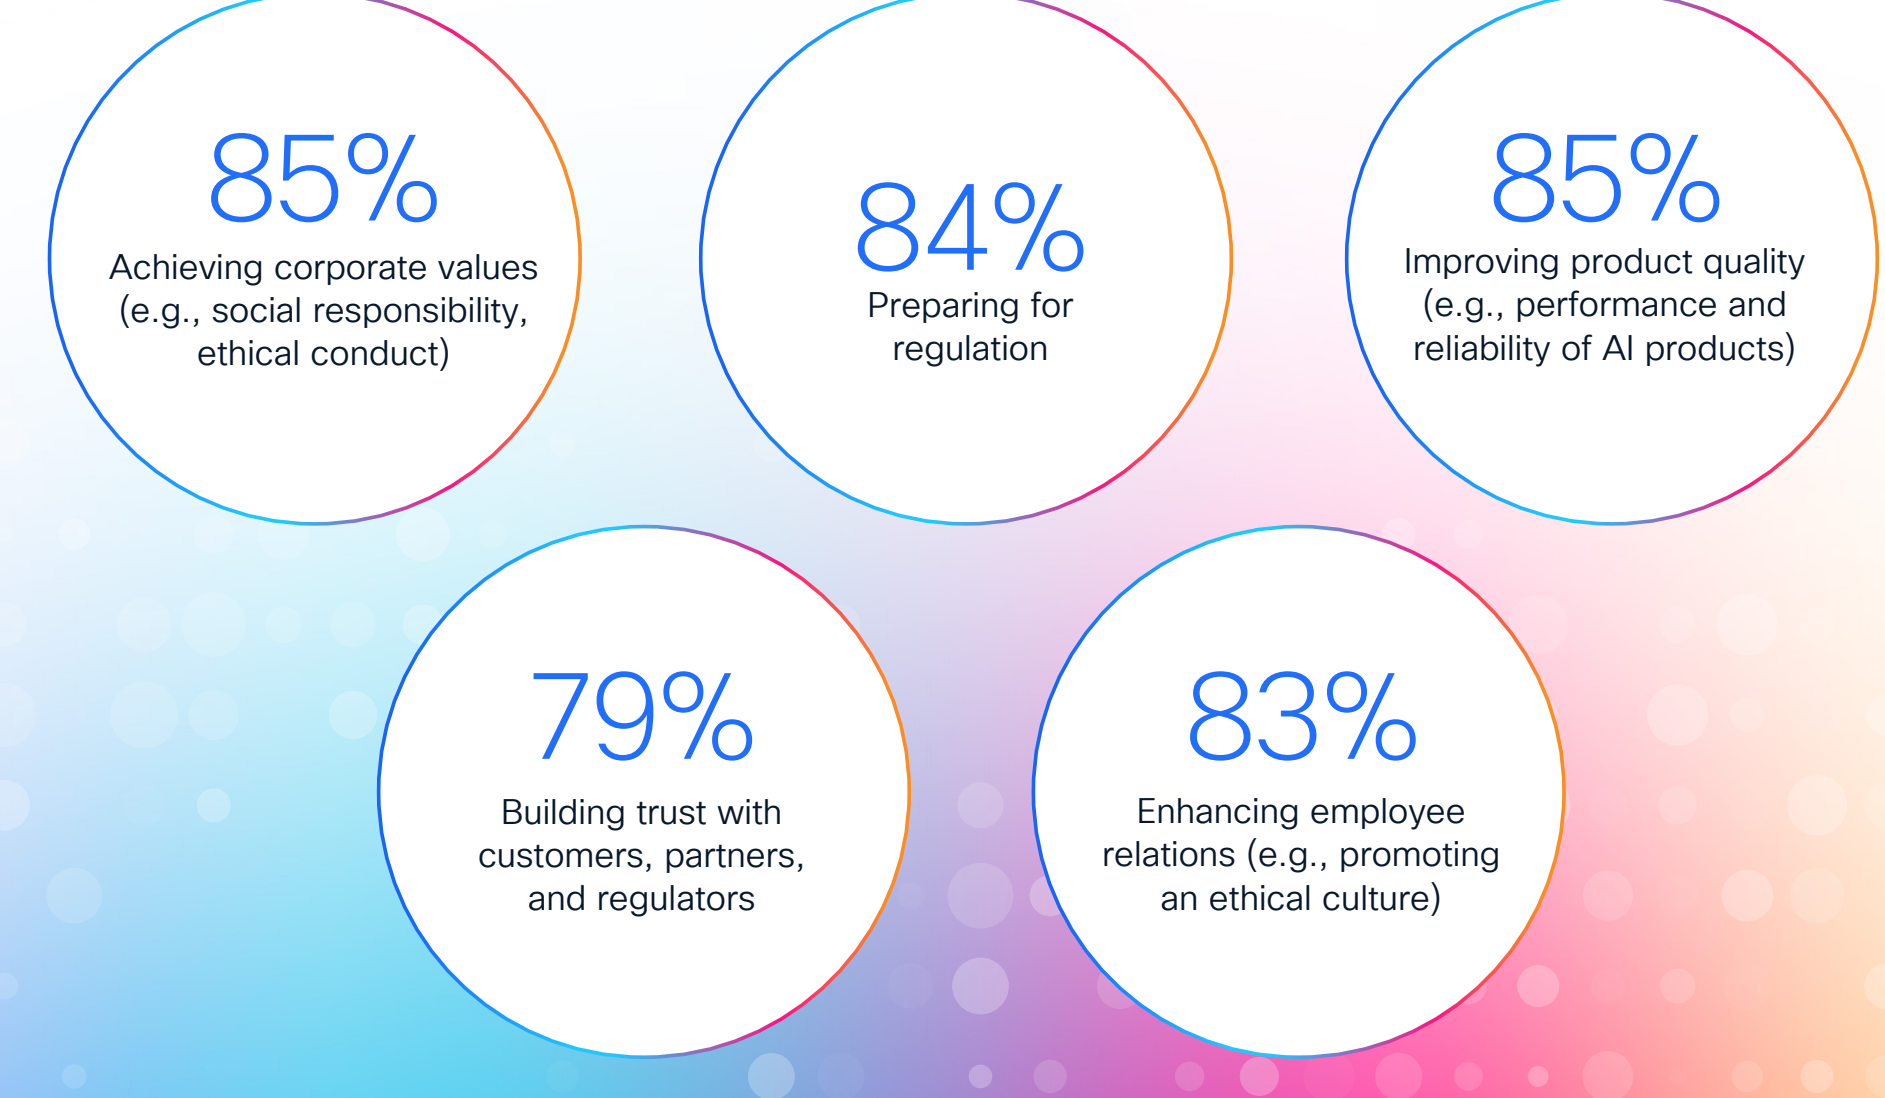 85%
Achieving corporate values
(e.g., social responsibility,
ethical conduct)
84%
Preparing for
regulation
85%
Improving product quality
(e.g., performance and
reliability of AI products)
79%
Building trust with
customers, partners,
and regulators
83%
Enhancing employee
relations (e.g., promoting
an ethical culture)